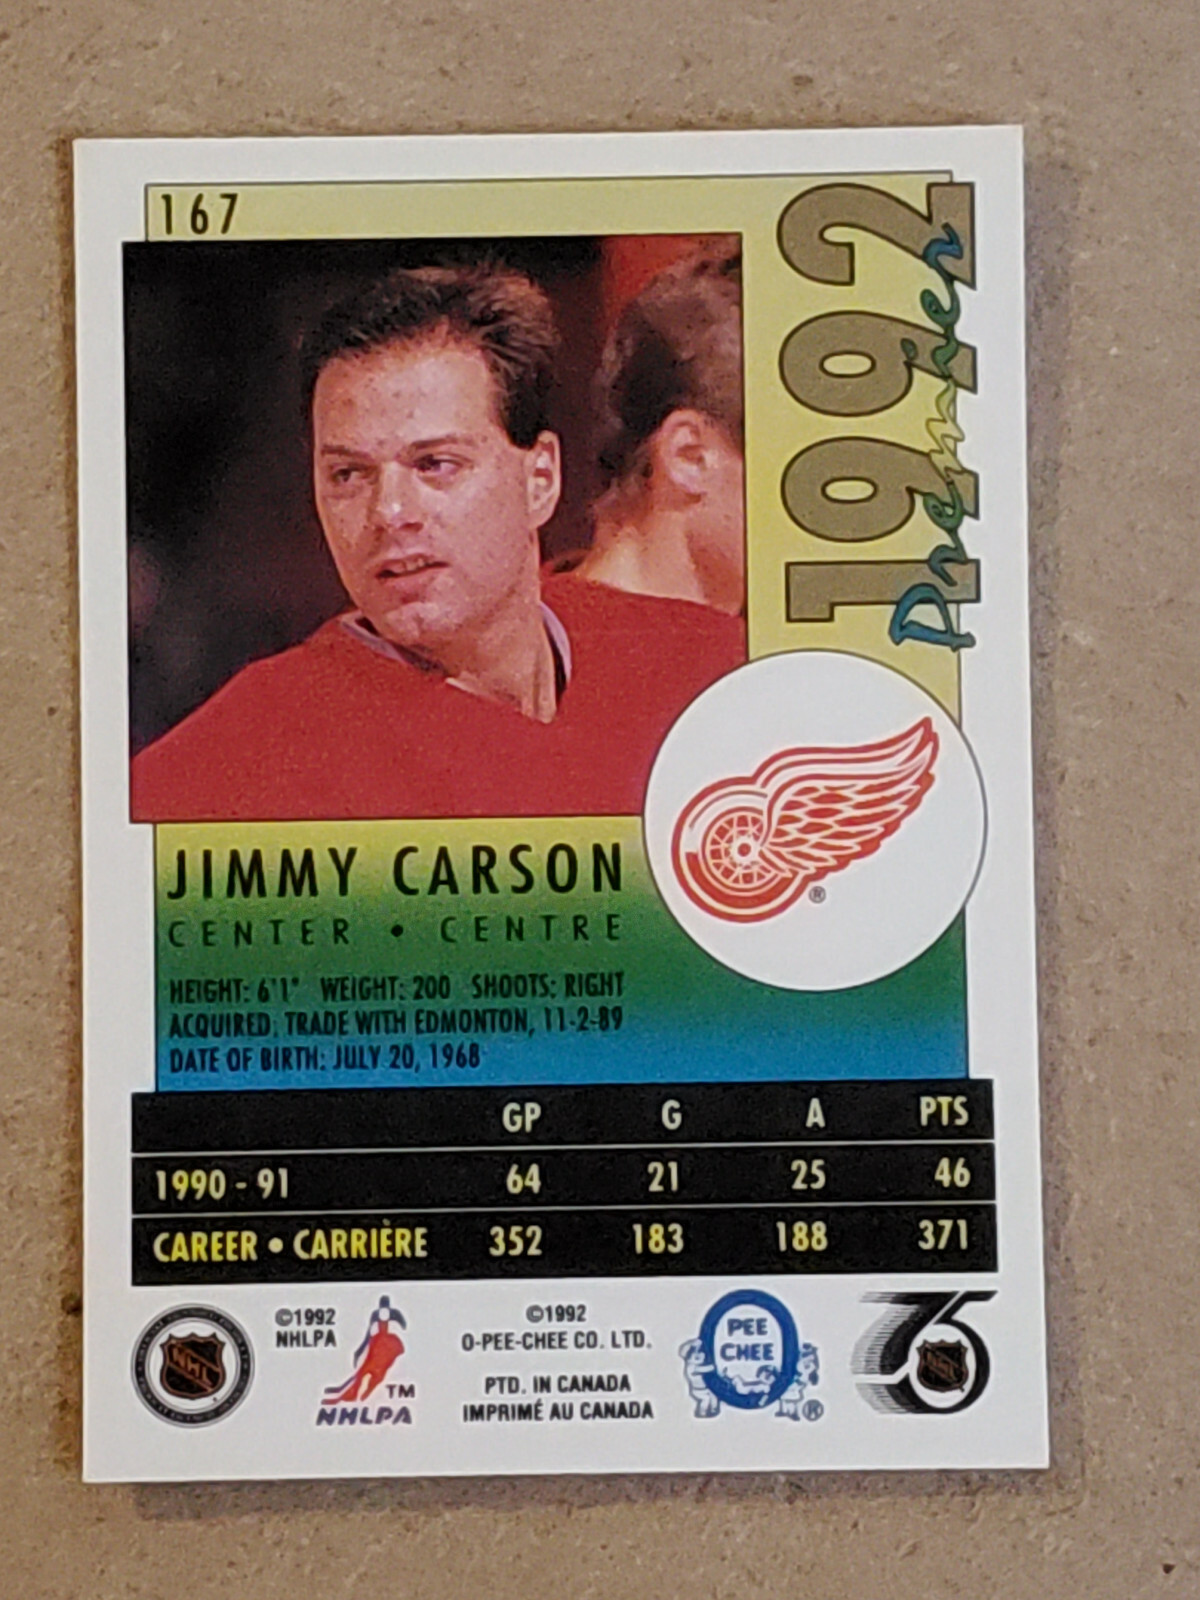 167
1992
Premier
JIMMY CARSON
CENTER • CENTRE
HEIGHT: 6'1" WEIGHT: 200 SHOOTS: RIGHT
ACQUIRED: TRADE WITH EDMONTON, 11-2-89
DATE OF BIRTH: JULY 20, 1968
®
GP G A PTS
1990 - 91 64 21 25 46
CAREER • CARRIÈRE 352 183 188 371
NHL
©1992
NHLPA
TM
NHLPA
©1992
O-PEE-CHEE CO. LTD.
PTD. IN CANADA
IMPRIMÉ AU CANADA
O
PEE
CHEE
®
75
NHL